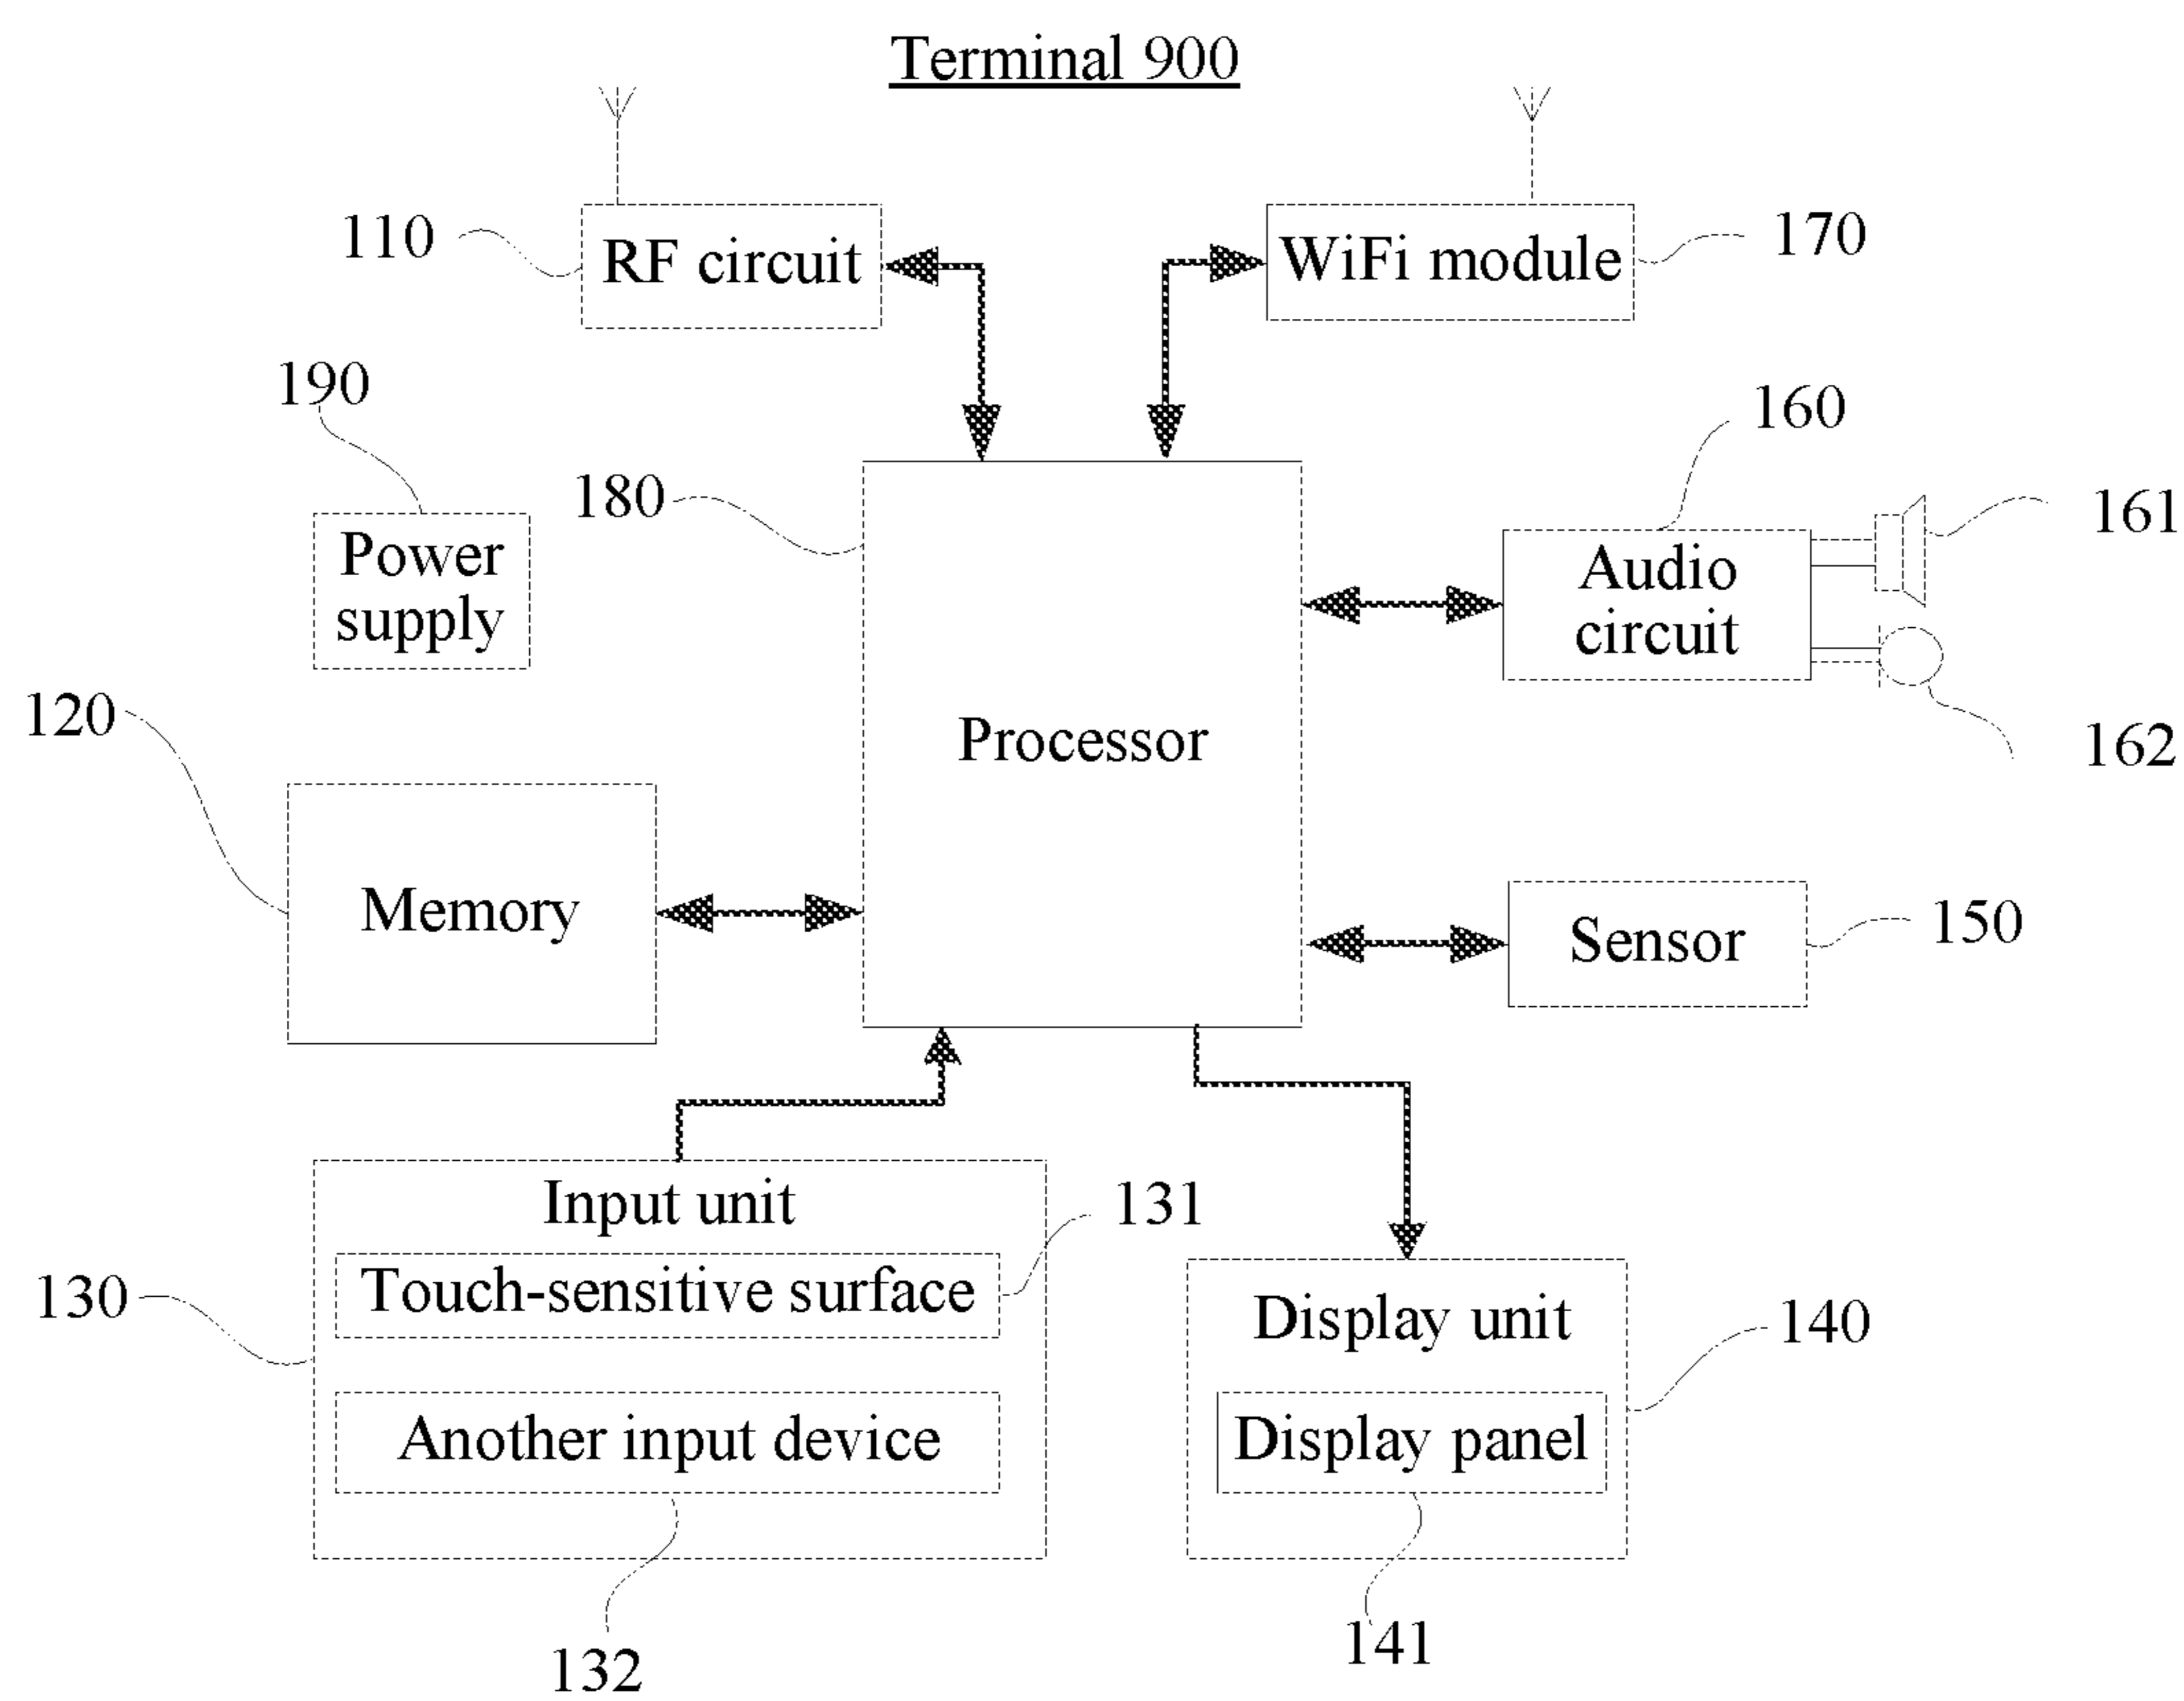 Terminal 900
110
RF circuit
WiFi module
170
190
160
180
161
Power
supply
Audio
circuit
120
Processor
162
Memory
Sensor
150
Input unit
131
130
Touch-sensitive surface
Display unit
140
Another input device
Display panel
132
141